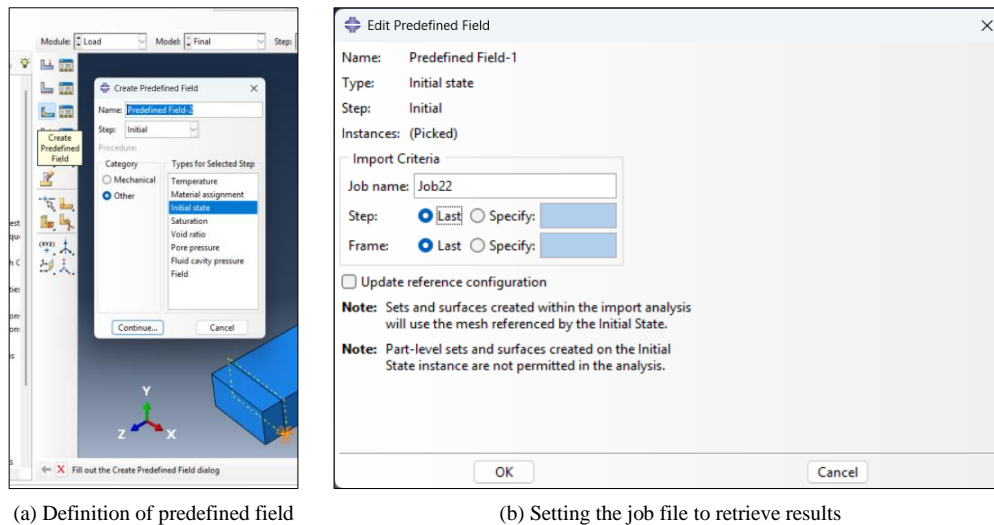 Module: Load Model: Final Step:
Create Predefined Field
Name: Predefined Field-2
Step: Initial
Procedure:
Category
Mechanical
Other
Types for Selected Step
Temperature
Material assignment
Initial state
Saturation
Void ratio
Pore pressure
Fluid cavity pressure
Field
Continue... Cancel
Create
Predefined
Field
(XYZ)
Y
Z X
Fill out the Create Predefined Field dialog
(a) Definition of predefined field
Edit Predefined Field
Name: Predefined Field-1
Type: Initial state
Step: Initial
Instances: (Picked)
Import Criteria
Job name: Job22
Step: Last Specify:
Frame: Last Specify:
Update reference configuration
Note: Sets and surfaces created within the import analysis
will use the mesh referenced by the Initial State.
Note: Part-level sets and surfaces created on the Initial
State instance are not permitted in the analysis.
OK Cancel
(b) Setting the job file to retrieve results